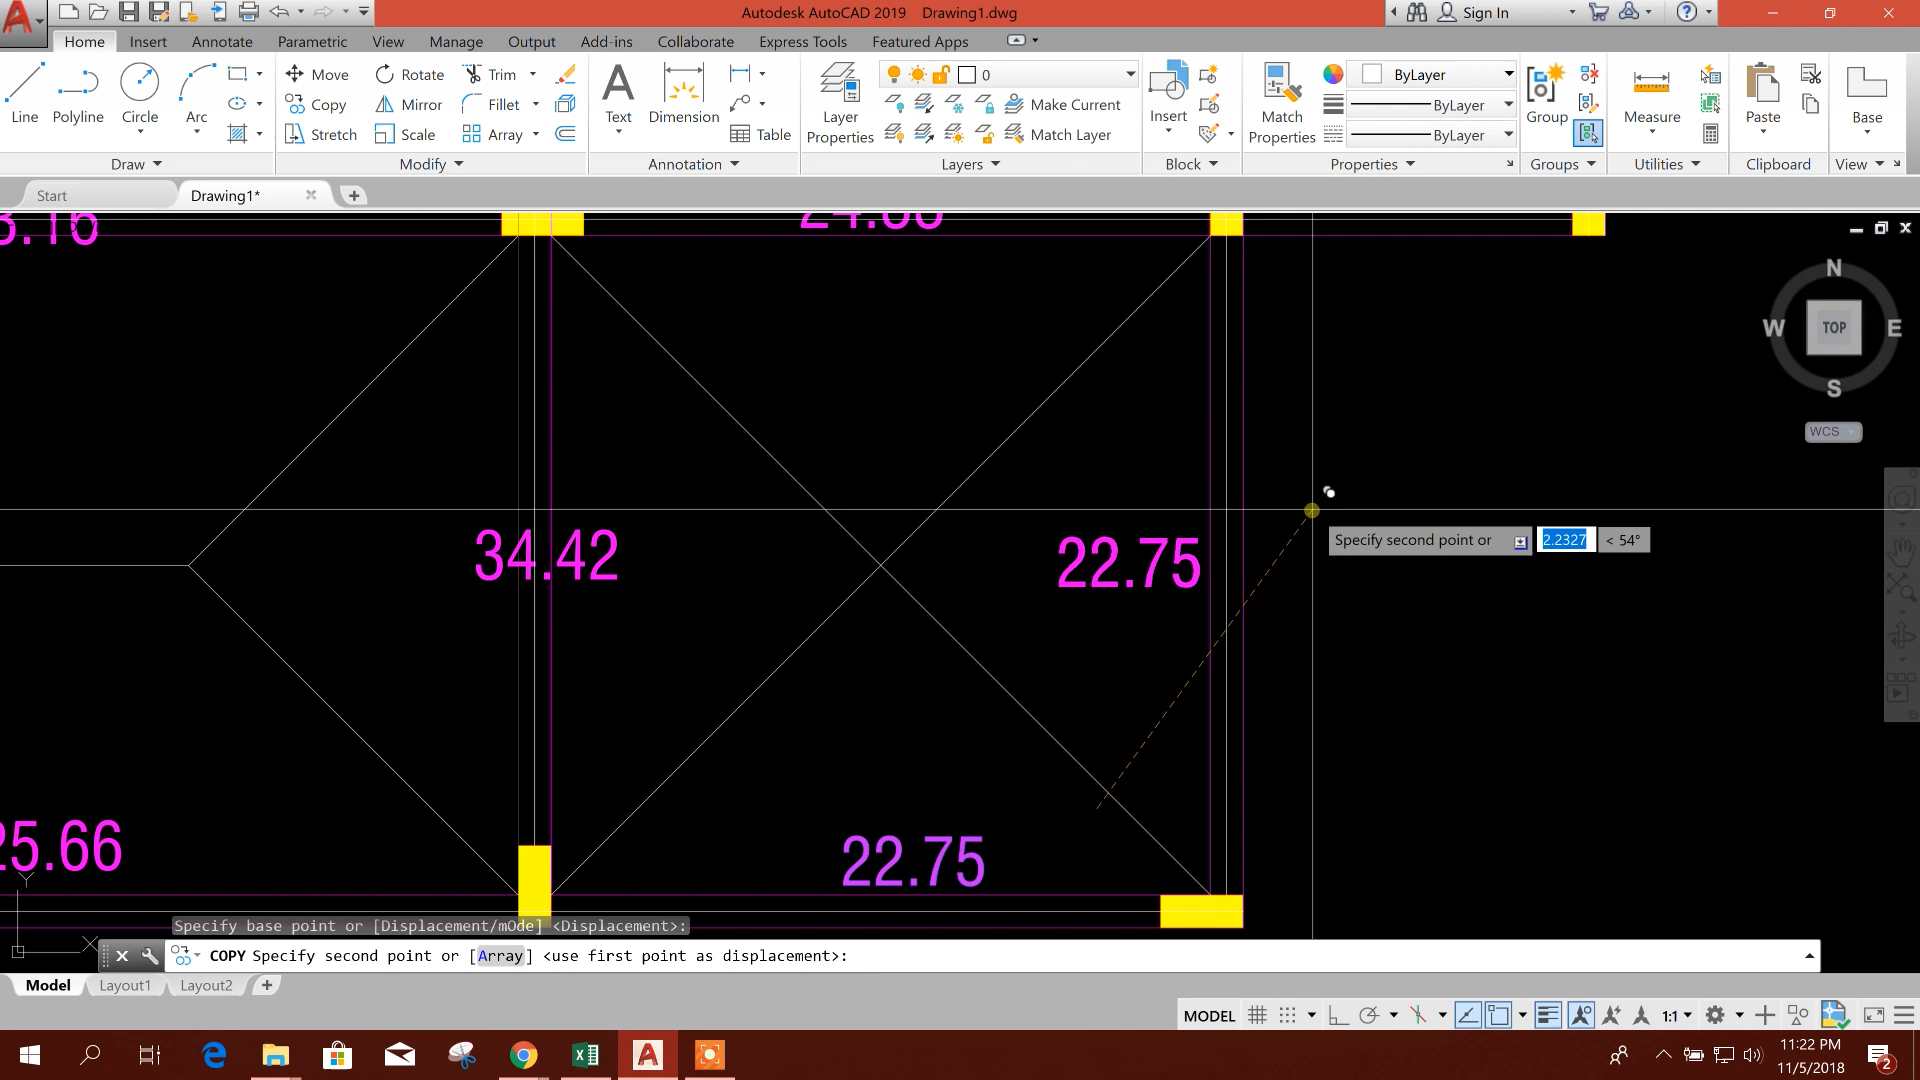 Autodesk AutoCAD 2019 Drawing1.dwg
Sign In
Home Insert Annotate Parametric View Manage Output Add-ins Collaborate Express Tools Featured Apps
Line Polyline Circle Arc
Move Rotate Trim
Copy Mirror Fillet
Stretch Scale Array
Text Dimension Table
Layer Properties
0
Make Current
Match Layer
Insert
Match Properties
ByLayer
ByLayer
ByLayer
Group
Measure
Paste
Base
Draw Modify Annotation Layers Block Properties Groups Utilities Clipboard View
Start Drawing1*
N
W TOP E
S
WCS
34.42
22.75
Specify second point or 2.2327 < 54°
25.66
22.75
Y
X
Specify base point or [Displacement/mOde] <Displacement>:
COPY Specify second point or [Array] <use first point as displacement>:
Model Layout1 Layout2
MODEL 1:1
11:22 PM
11/5/2018
2